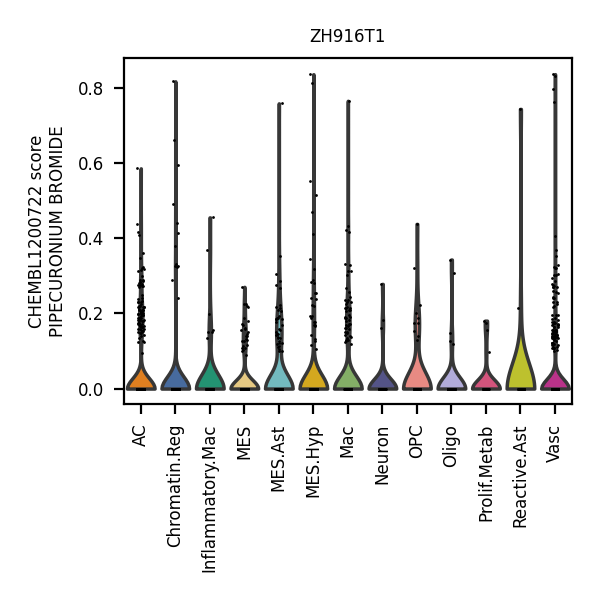 ZH916T1
CHEMBL1200722 score
PIPECURONIUM BROMIDE
0.8
0.6
0.4
0.2
0.0
AC
Chromatin.Reg
Inflammatory.Mac
MES
MES.Ast
MES.Hyp
Mac
Neuron
OPC
Oligo
Prolif.Metab
Reactive.Ast
Vasc